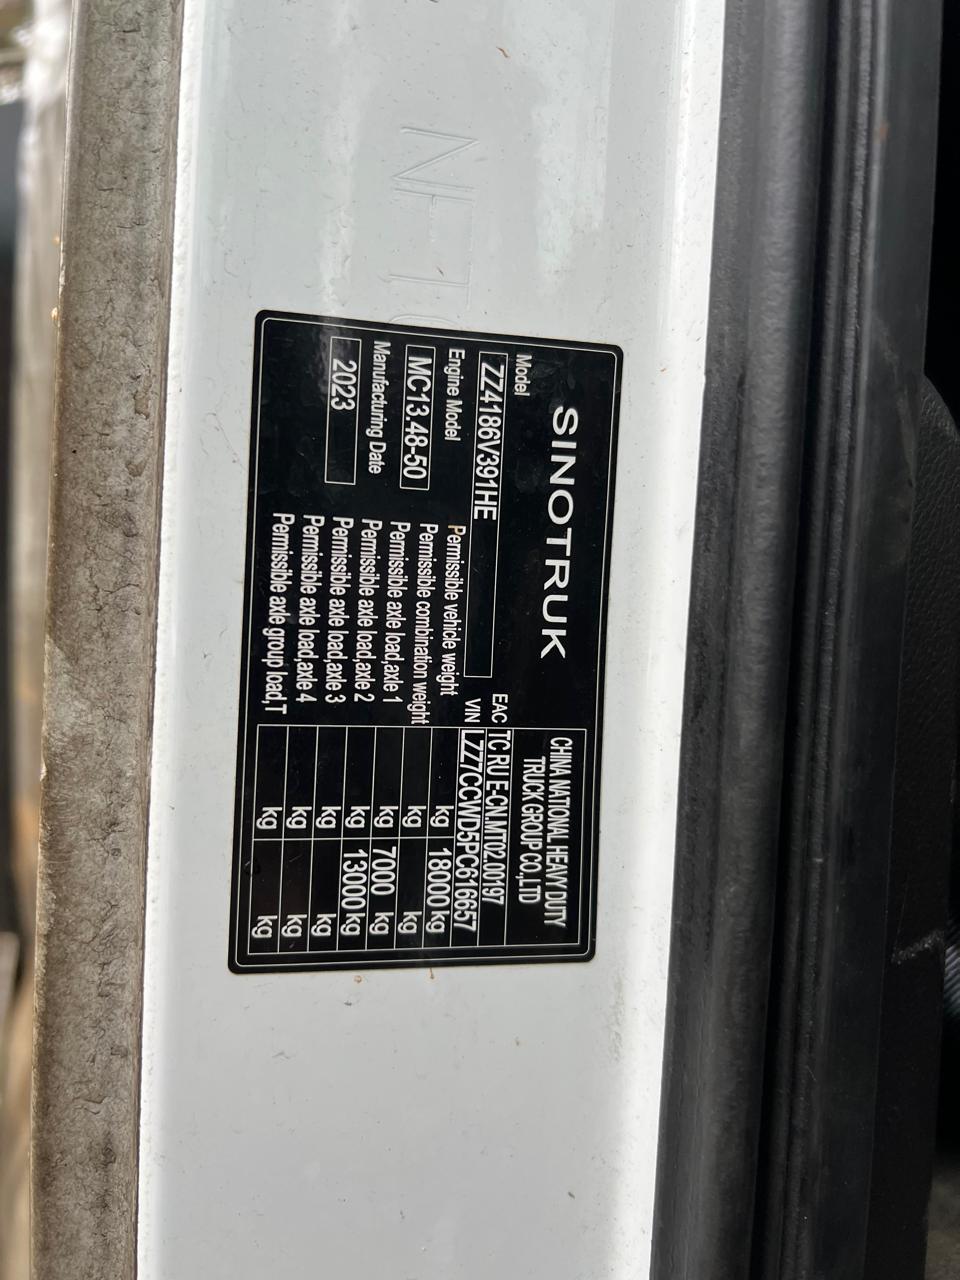 NF1
SINOTRUK
CHINA NATIONAL HEAVY DUTY
TRUCK GROUP CO.,LTD
Model
ZZ4186V391HE
EAC TC RU E-CN.MT02.00197
VIN LZZ7CCWD5PC616657
Engine Model
MC13.48-50
Manufacturing Date
2023
Permissible vehicle weight kg 18000 kg
Permissible combination weight kg kg
Permissible axle load,axle 1 kg 7000 kg
Permissible axle load,axle 2 kg 13000 kg
Permissible axle load,axle 3 kg kg
Permissible axle load,axle 4 kg kg
Permissible axle group load,T kg kg